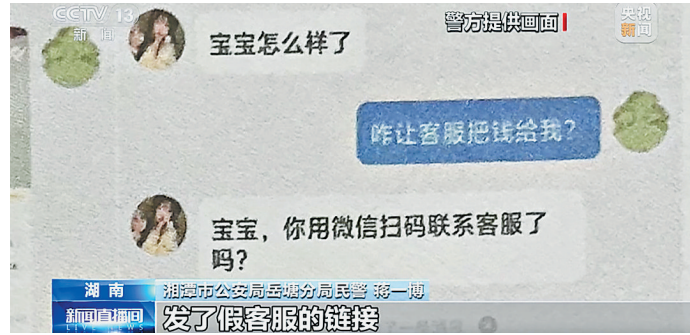 CCTV 13
新闻
警方提供画面
央视
新闻
宝宝怎么样了
咋让客服把钱给我？
宝宝，你用微信扫码联系客服了
吗？
湖南
湘潭市公安局岳塘分局民警 蒋一博
新闻直播间
LIVE NEWS
发了假客服的链接